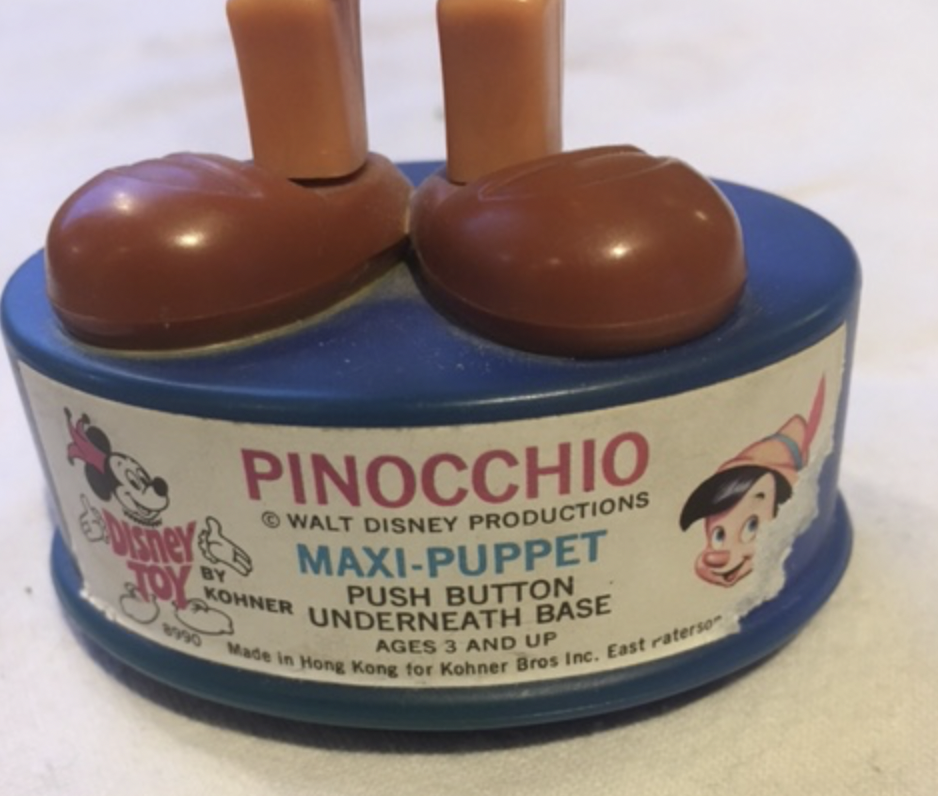 PINOCCHIO
© WALT DISNEY PRODUCTIONS
MAXI-PUPPET
PUSH BUTTON
UNDERNEATH BASE
AGES 3 AND UP
Made in Hong Kong for Kohner Bros Inc. East Paterson
DISNEY
TOY
BY
KOHNER
8990